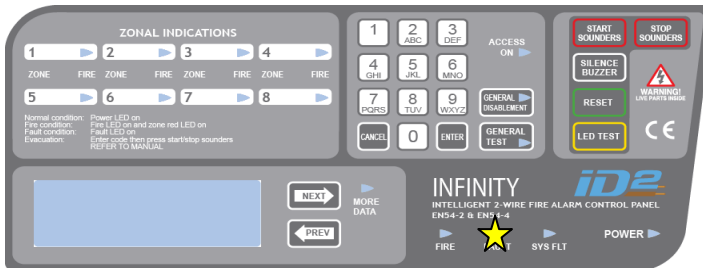 ZONAL INDICATIONS
1 2 3 4
ZONE FIRE ZONE FIRE ZONE FIRE ZONE FIRE
5 6 7 8
Normal condition: Power LED on
Fire condition: Fire LED on and zone red LED on
Fault condition: Fault LED on
Evacuation: Enter code then press start/stop sounders
REFER TO MANUAL
1 2 ABC 3 DEF
4 GHI 5 JKL 6 MNO
7 PQRS 8 TUV 9 WXYZ
CANCEL 0 ENTER
ACCESS
ON
GENERAL
DISABLEMENT
GENERAL
TEST
START
SOUNDERS
STOP
SOUNDERS
SILENCE
BUZZER
RESET
LED TEST
WARNING!
LIVE PARTS INSIDE
CE
NEXT
PREV
MORE
DATA
INFINITY
iD2
INTELLIGENT 2-WIRE FIRE ALARM CONTROL PANEL
EN54-2 & EN54-4
FIRE SYS FLT POWER